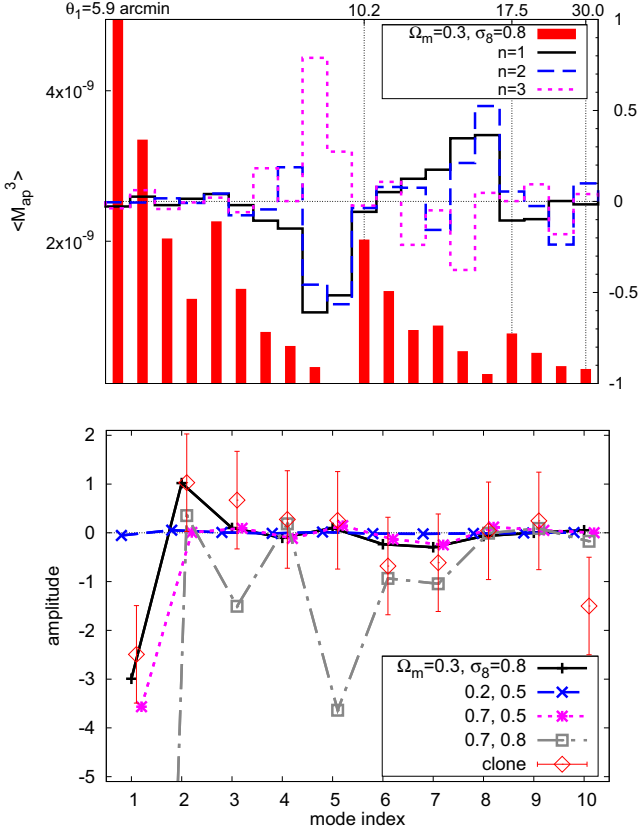 θ₁=5.9 arcmin 10.2 17.5 30.0
Ωₘ=0.3, σ₈=0.8
n=1
n=2
n=3
4x10⁻⁹
2x10⁻⁹
<Mₐₚ³>
1
0.5
0
-0.5
-1
2
1
0
-1
-2
-3
-4
-5
amplitude
Ωₘ=0.3, σ₈=0.8
0.2, 0.5
0.7, 0.5
0.7, 0.8
clone
1 2 3 4 5 6 7 8 9 10
mode index